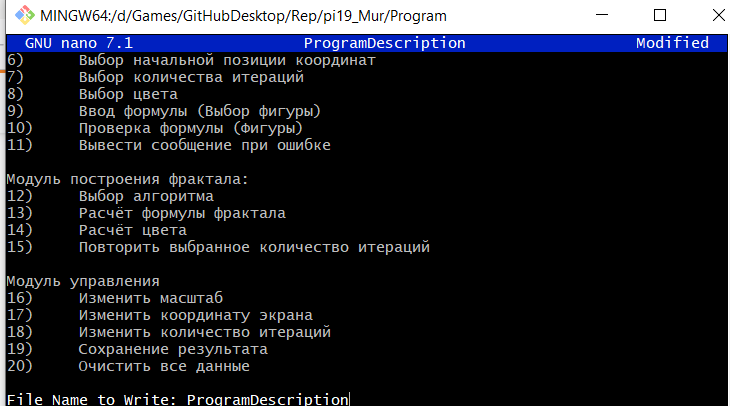 MINGW64:/d/Games/GitHubDesktop/Rep/pi19_Mur/Program
GNU nano 7.1 ProgramDescription Modified
6) Выбор начальной позиции координат
7) Выбор количества итераций
8) Выбор цвета
9) Ввод формулы (Выбор фигуры)
10) Проверка формулы (фигуры)
11) Вывести сообщение при ошибке
Модуль построения фрактала:
12) Выбор алгоритма
13) Расчёт формулы фрактала
14) Расчёт цвета
15) Повторить выбранное количество итераций
Модуль управления
16) Изменить масштаб
17) Изменить координату экрана
18) Изменить количество итераций
19) Сохранение результата
20) Очистить все данные
File Name to Write: ProgramDescription